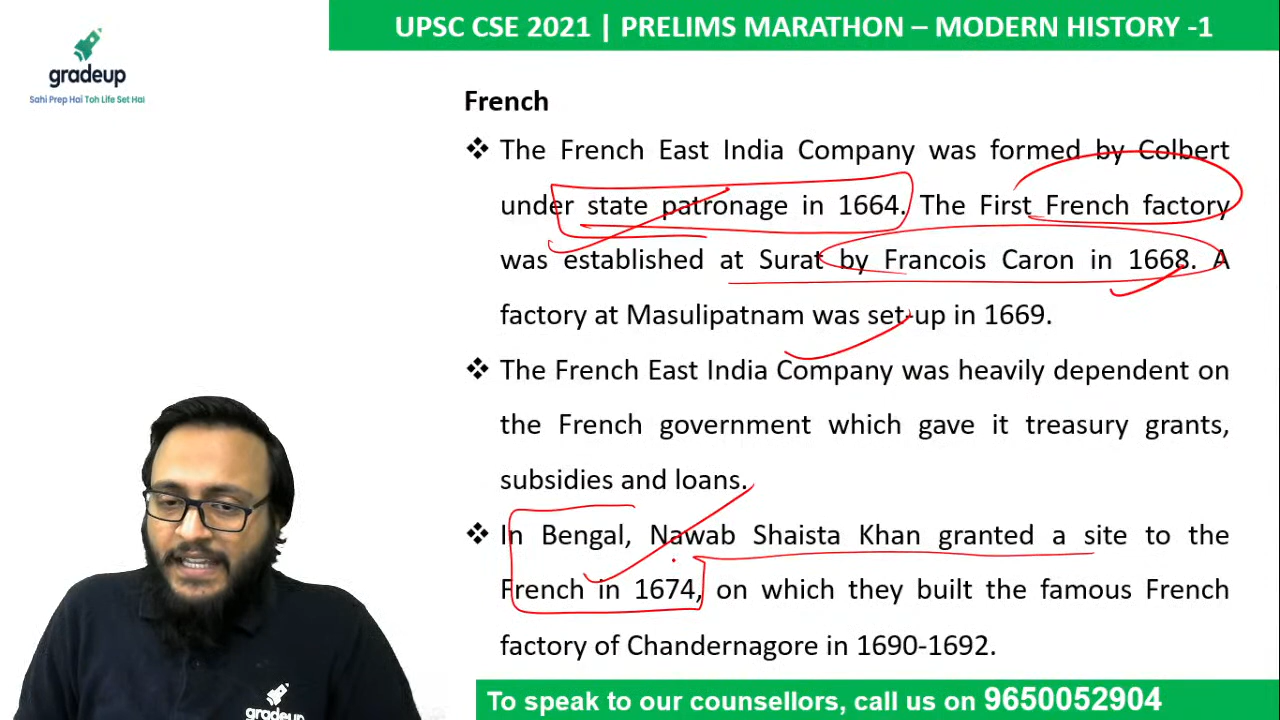 UPSC CSE 2021 | PRELIMS MARATHON – MODERN HISTORY -1
gradeup
Sahi Prep Hai Toh Life Set Hai
French
❖ The French East India Company was formed by Colbert
under state patronage in 1664. The First French factory
was established at Surat by Francois Caron in 1668. A
factory at Masulipatnam was set-up in 1669.
❖ The French East India Company was heavily dependent on
the French government which gave it treasury grants,
subsidies and loans.
❖ In Bengal, Nawab Shaista Khan granted a site to the
French in 1674, on which they built the famous French
factory of Chandernagore in 1690-1692.
gradeup
To speak to our counsellors, call us on 9650052904